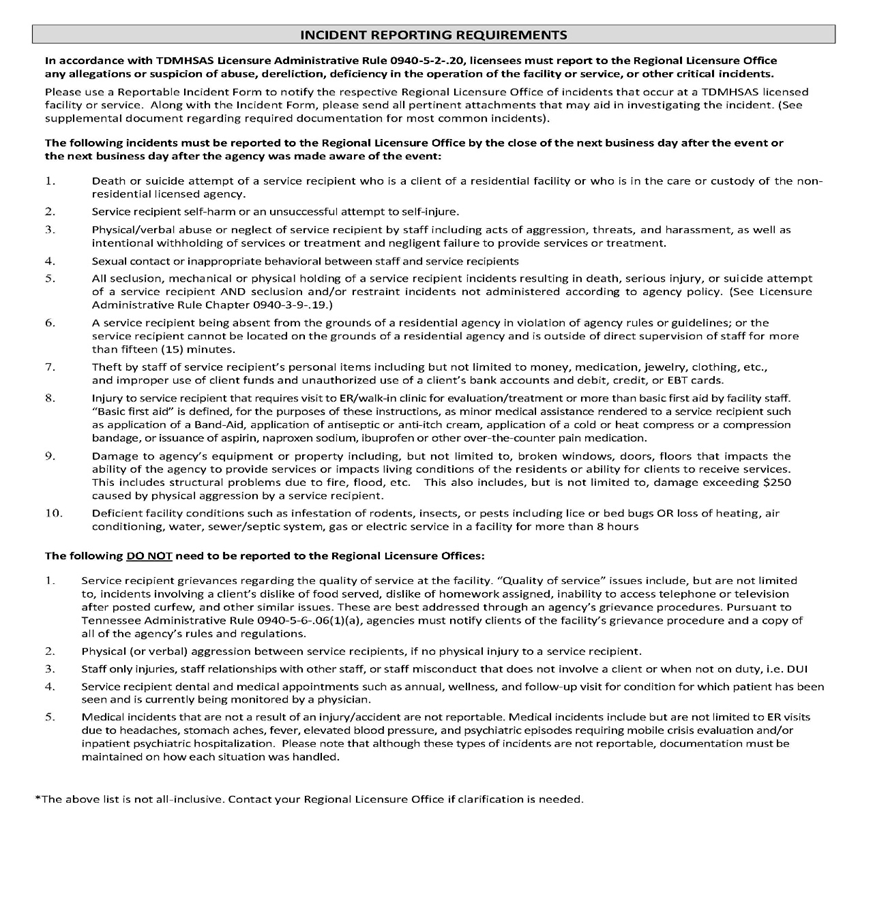 INCIDENT REPORTING REQUIREMENTS
In accordance with TDMHSAS Licensure Administrative Rule 0940-5-2-.20, licensees must report to the Regional Licensure Office
any allegations or suspicion of abuse, dereliction, deficiency in the operation of the facility or service, or other critical incidents.
Please use a Reportable Incident Form to notify the respective Regional Licensure Office of incidents that occur at a TDMHSAS licensed
facility or service. Along with the Incident Form, please send all pertinent attachments that may aid in investigating the incident. (See
supplemental document regarding required documentation for most common incidents).
The following incidents must be reported to the Regional Licensure Office by the close of the next business day after the event or
the next business day after the agency was made aware of the event:
1. Death or suicide attempt of a service recipient who is a client of a residential facility or who is in the care or custody of the non-
residential licensed agency.
2. Service recipient self-harm or an unsuccessful attempt to self-injure.
3. Physical/verbal abuse or neglect of service recipient by staff including acts of aggression, threats, and harassment, as well as
intentional withholding of services or treatment and negligent failure to provide services or treatment.
4. Sexual contact or inappropriate behavioral between staff and service recipients
5. All seclusion, mechanical or physical holding of a service recipient incidents resulting in death, serious injury, or suicide attempt
of a service recipient AND seclusion and/or restraint incidents not administered according to agency policy. (See Licensure
Administrative Rule Chapter 0940-3-9-.19.)
6. A service recipient being absent from the grounds of a residential agency in violation of agency rules or guidelines; or the
service recipient cannot be located on the grounds of a residential agency and is outside of direct supervision of staff for more
than fifteen (15) minutes.
7. Theft by staff of service recipient's personal items including but not limited to money, medication, jewelry, clothing, etc.,
and improper use of client funds and unauthorized use of a client's bank accounts and debit, credit, or EBT cards.
8. Injury to service recipient that requires visit to ER/walk-in clinic for evaluation/treatment or more than basic first aid by facility staff.
"Basic first aid" is defined, for the purposes of these instructions, as minor medical assistance rendered to a service recipient such
as application of a Band-Aid, application of antiseptic or anti-itch cream, application of a cold or heat compress or a compression
bandage, or issuance of aspirin, naproxen sodium, ibuprofen or other over-the-counter pain medication.
9. Damage to agency's equipment or property including, but not limited to, broken windows, doors, floors that impacts the
ability of the agency to provide services or impacts living conditions of the residents or ability for clients to receive services.
This includes structural problems due to fire, flood, etc. This also includes, but is not limited to, damage exceeding $250
caused by physical aggression by a service recipient.
10. Deficient facility conditions such as infestation of rodents, insects, or pests including lice or bed bugs OR loss of heating, air
conditioning, water, sewer/septic system, gas or electric service in a facility for more than 8 hours
The following DO NOT need to be reported to the Regional Licensure Offices:
1. Service recipient grievances regarding the quality of service at the facility. "Quality of service" issues include, but are not limited
to, incidents involving a client's dislike of food served, dislike of homework assigned, inability to access telephone or television
after posted curfew, and other similar issues. These are best addressed through an agency's grievance procedures. Pursuant to
Tennessee Administrative Rule 0940-5-6-.06(1)(a), agencies must notify clients of the facility's grievance procedure and a copy of
all of the agency's rules and regulations.
2. Physical (or verbal) aggression between service recipients, if no physical injury to a service recipient.
3. Staff only injuries, staff relationships with other staff, or staff misconduct that does not involve a client or when not on duty, i.e. DUI
4. Service recipient dental and medical appointments such as annual, wellness, and follow-up visit for condition for which patient has been
seen and is currently being monitored by a physician.
5. Medical incidents that are not a result of an injury/accident are not reportable. Medical incidents include but are not limited to ER visits
due to headaches, stomach aches, fever, elevated blood pressure, and psychiatric episodes requiring mobile crisis evaluation and/or
inpatient psychiatric hospitalization. Please note that although these types of incidents are not reportable, documentation must be
maintained on how each situation was handled.
*The above list is not all-inclusive. Contact your Regional Licensure Office if clarification is needed.